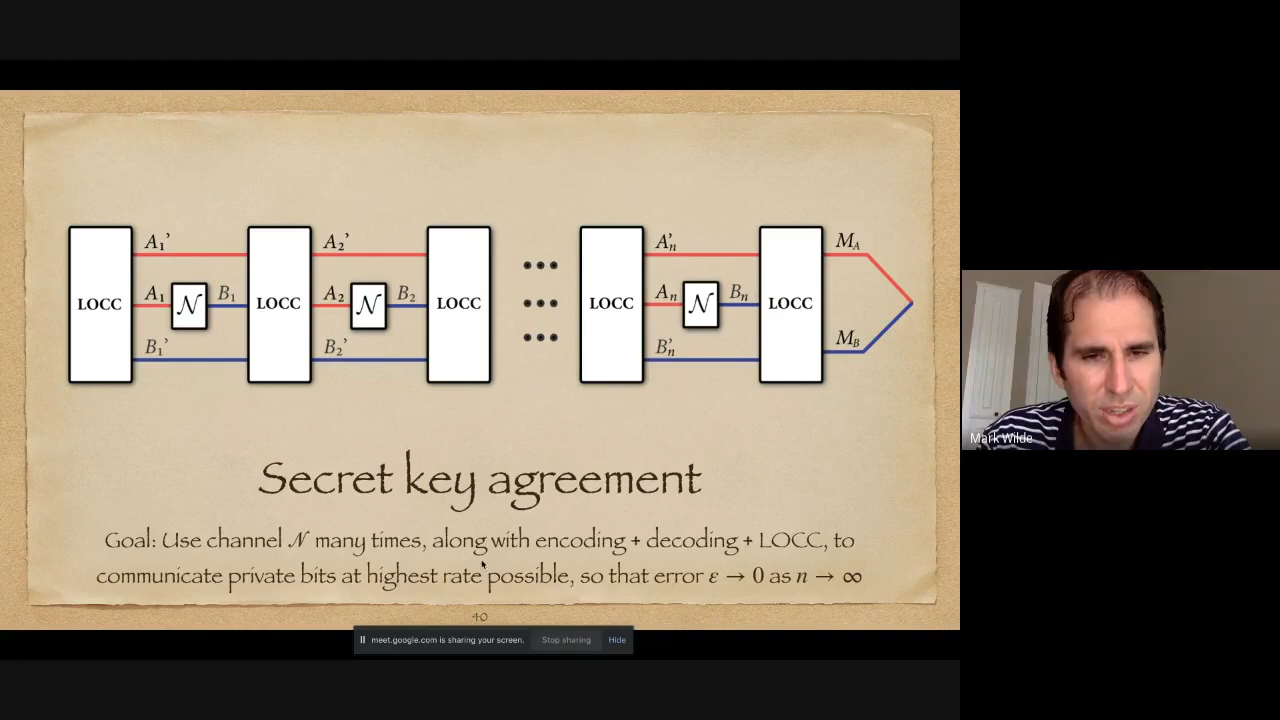 A₁’ A₂’ A’ₙ M_A
LOCC A₁ 𝒩 B₁ LOCC A₂ 𝒩 B₂ LOCC ••• LOCC Aₙ 𝒩 Bₙ LOCC
B₁’ B₂’ B’ₙ M_B
Secret key agreement
Goal: Use channel 𝒩 many times, along with encoding + decoding + LOCC, to
communicate private bits at highest rate possible, so that error ε → 0 as n → ∞
40
meet.google.com is sharing your screen. Stop sharing Hide
Mark Wilde